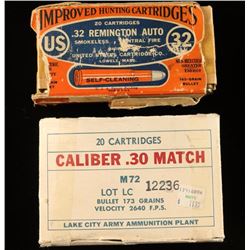 IMPROVED HUNTING CARTRIDGES
20 CARTRIDGES
US
.32 REMINGTON AUTO
32
SMOKELESS CENTRAL FIRE
UNITED STATES CARTRIDGE CO.
LOWELL, MASS.
SELF-CLEANING
20 CARTRIDGES
CALIBER .30 MATCH
M72
LOT LC 12236
BULLET 173 GRAINS
VELOCITY 2640 F.P.S.
LAKE CITY ARMY AMMUNITION PLANT